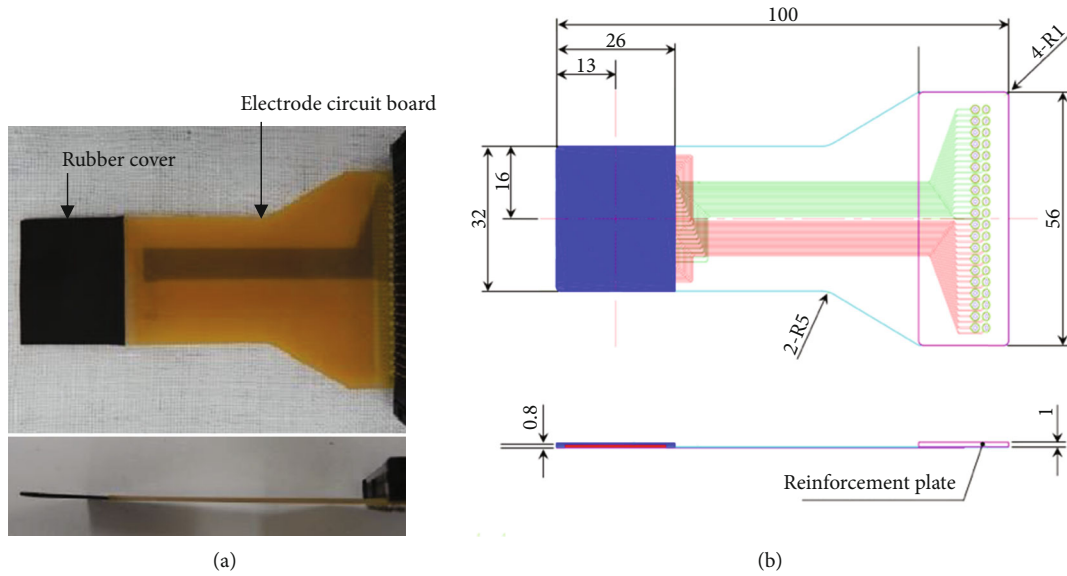 Electrode circuit board
Rubber cover
(a)
100
26
13
4-R1
16
32
56
2-R5
0.8
1
Reinforcement plate
(b)